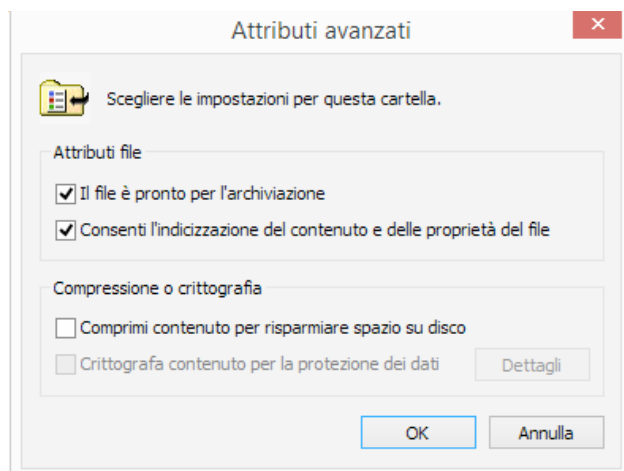 Attributi avanzati
Scegliere le impostazioni per questa cartella.
Attributi file
Il file è pronto per l'archiviazione
Consenti l'indicizzazione del contenuto e delle proprietà del file
Compressione o crittografia
Comprimi contenuto per risparmiare spazio su disco
Crittografa contenuto per la protezione dei dati Dettagli
OK Annulla